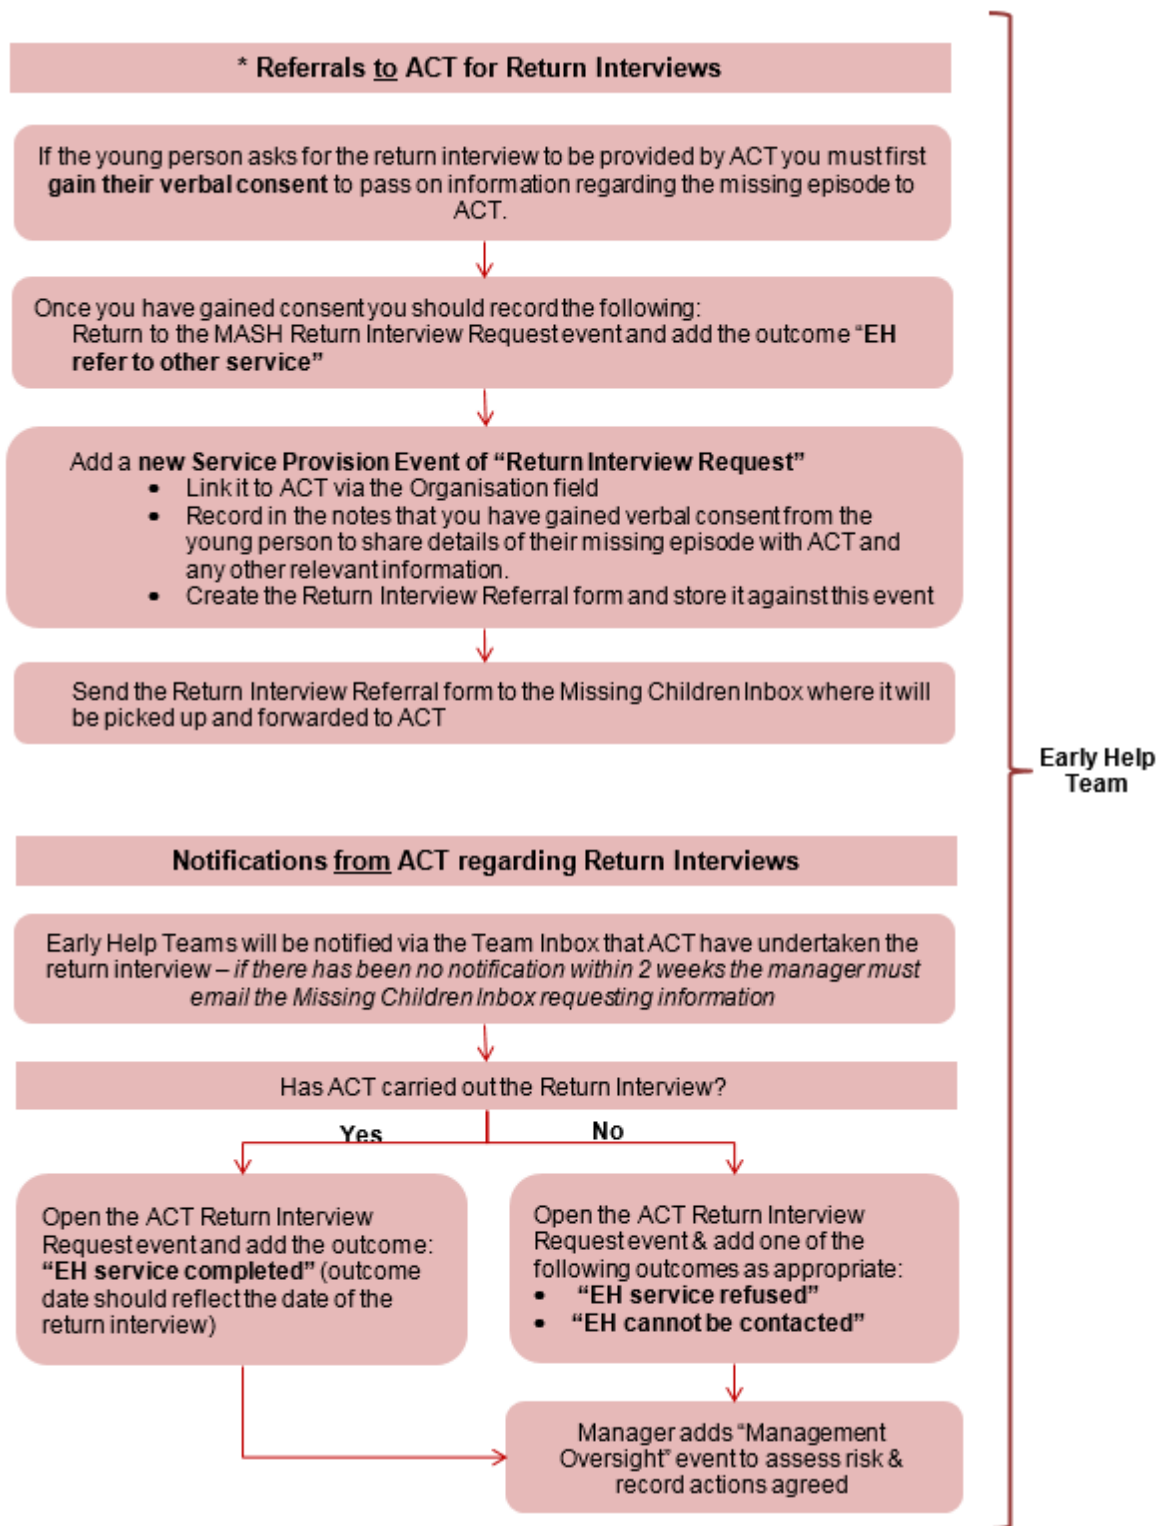 * Referrals to ACT for Return Interviews
If the young person asks for the return interview to be provided by ACT you must first
gain their verbal consent to pass on information regarding the missing episode to
ACT.
Once you have gained consent you should record the following:
Return to the MASH Return Interview Request event and add the outcome “EH
refer to other service”
Add a new Service Provision Event of “Return Interview Request”
• Link it to ACT via the Organisation field
• Record in the notes that you have gained verbal consent from the
young person to share details of their missing episode with ACT and
any other relevant information.
• Create the Return Interview Referral form and store it against this event
Send the Return Interview Referral form to the Missing Children Inbox where it will
be picked up and forwarded to ACT
Early Help
Team
Notifications from ACT regarding Return Interviews
Early Help Teams will be notified via the Team Inbox that ACT have undertaken the
return interview – if there has been no notification within 2 weeks the manager must
email the Missing Children Inbox requesting information
Has ACT carried out the Return Interview?
Yes
No
Open the ACT Return Interview
Request event and add the outcome:
“EH service completed” (outcome
date should reflect the date of the
return interview)
Open the ACT Return Interview
Request event & add one of the
following outcomes as appropriate:
• “EH service refused”
• “EH cannot be contacted”
Manager adds “Management
Oversight” event to assess risk &
record actions agreed